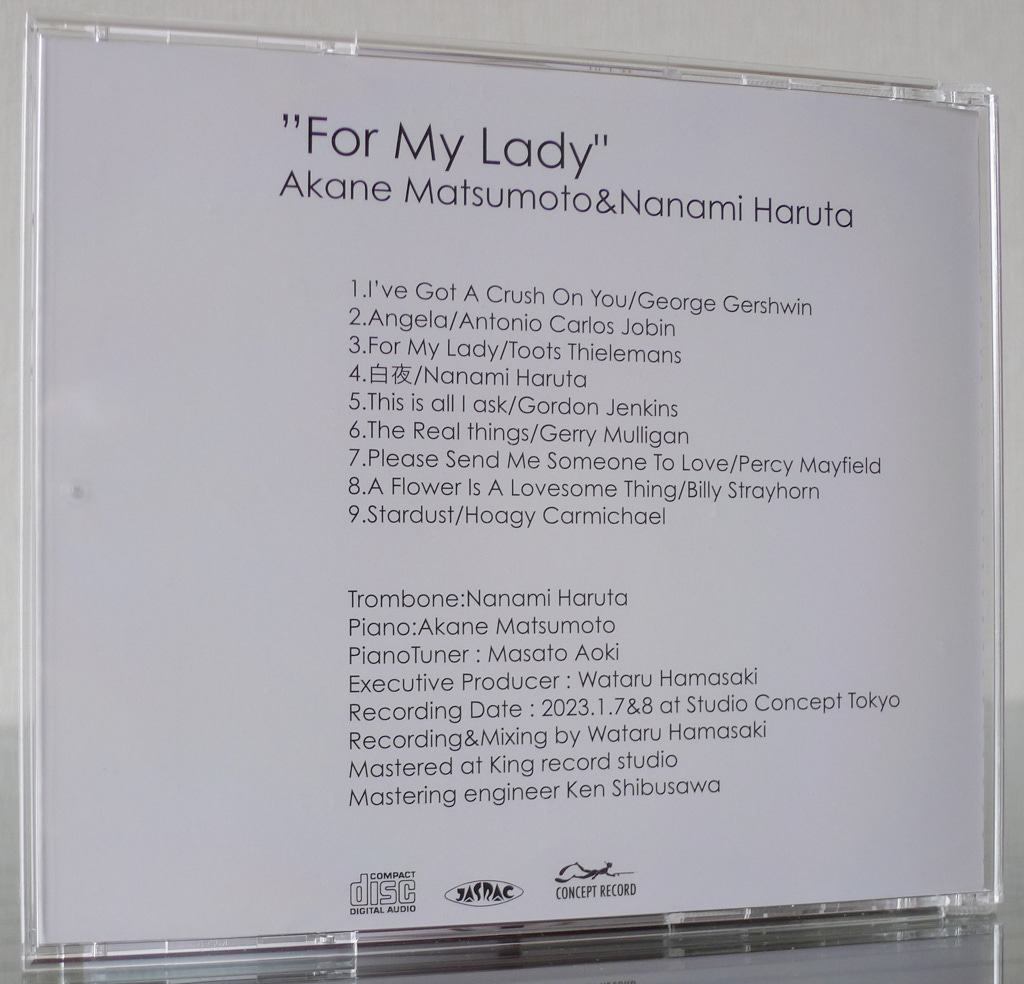 ”For My Lady"
Akane Matsumoto&Nanami Haruta
1.I've Got A Crush On You/George Gershwin
2.Angela/Antonio Carlos Jobin
3.For My Lady/Toots Thielemans
4.白夜/Nanami Haruta
5.This is all I ask/Gordon Jenkins
6.The Real things/Gerry Mulligan
7.Please Send Me Someone To Love/Percy Mayfield
8.A Flower Is A Lovesome Thing/Billy Strayhorn
9.Stardust/Hoagy Carmichael
Trombone:Nanami Haruta
Piano:Akane Matsumoto
PianoTuner : Masato Aoki
Executive Producer : Wataru Hamasaki
Recording Date : 2023.1.7&8 at Studio Concept Tokyo
Recording&Mixing by Wataru Hamasaki
Mastered at King record studio
Mastering engineer Ken Shibusawa
COMPACT
disc
DIGITAL AUDIO
JASRAC
CONCEPT RECORD